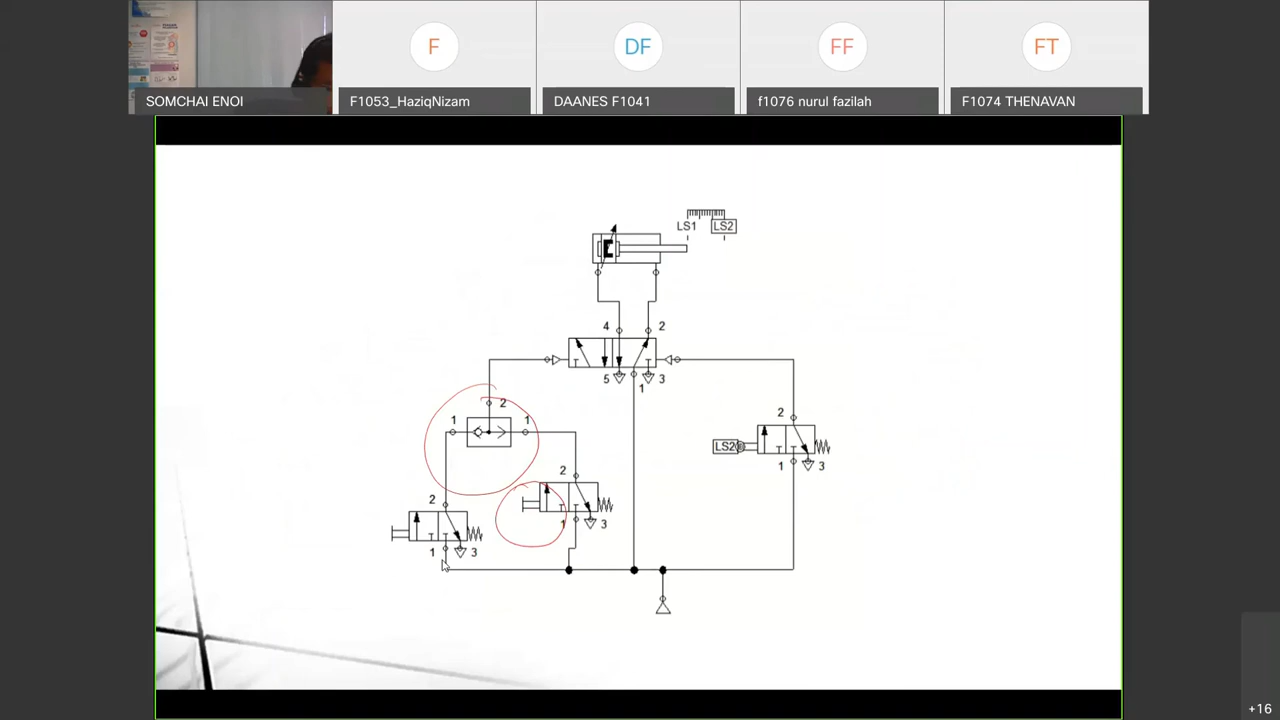 F
DF
FF
FT
SOMCHAI ENOI
F1053_HaziqNizam
DAANES F1041
f1076 nurul fazilah
F1074 THENAVAN
LS1
LS2
4
2
5
1
3
2
1
1
2
LS2
1
3
2
1
3
2
1
3
+16